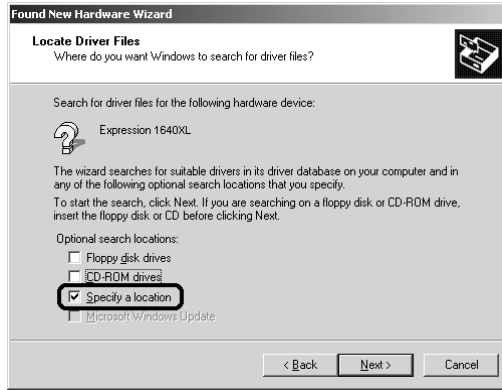 Found New Hardware Wizard
Locate Driver Files
Where do you want Windows to search for driver files?
Search for driver files for the following hardware device:
Expression 1640XL
The wizard searches for suitable drivers in its driver database on your computer and in
any of the following optional search locations that you specify.
To start the search, click Next. If you are searching on a floppy disk or CD-ROM drive,
insert the floppy disk or CD before clicking Next.
Optional search locations:
Floppy disk drives
CD-ROM drives
Specify a location
Microsoft Windows Update
< Back Next > Cancel